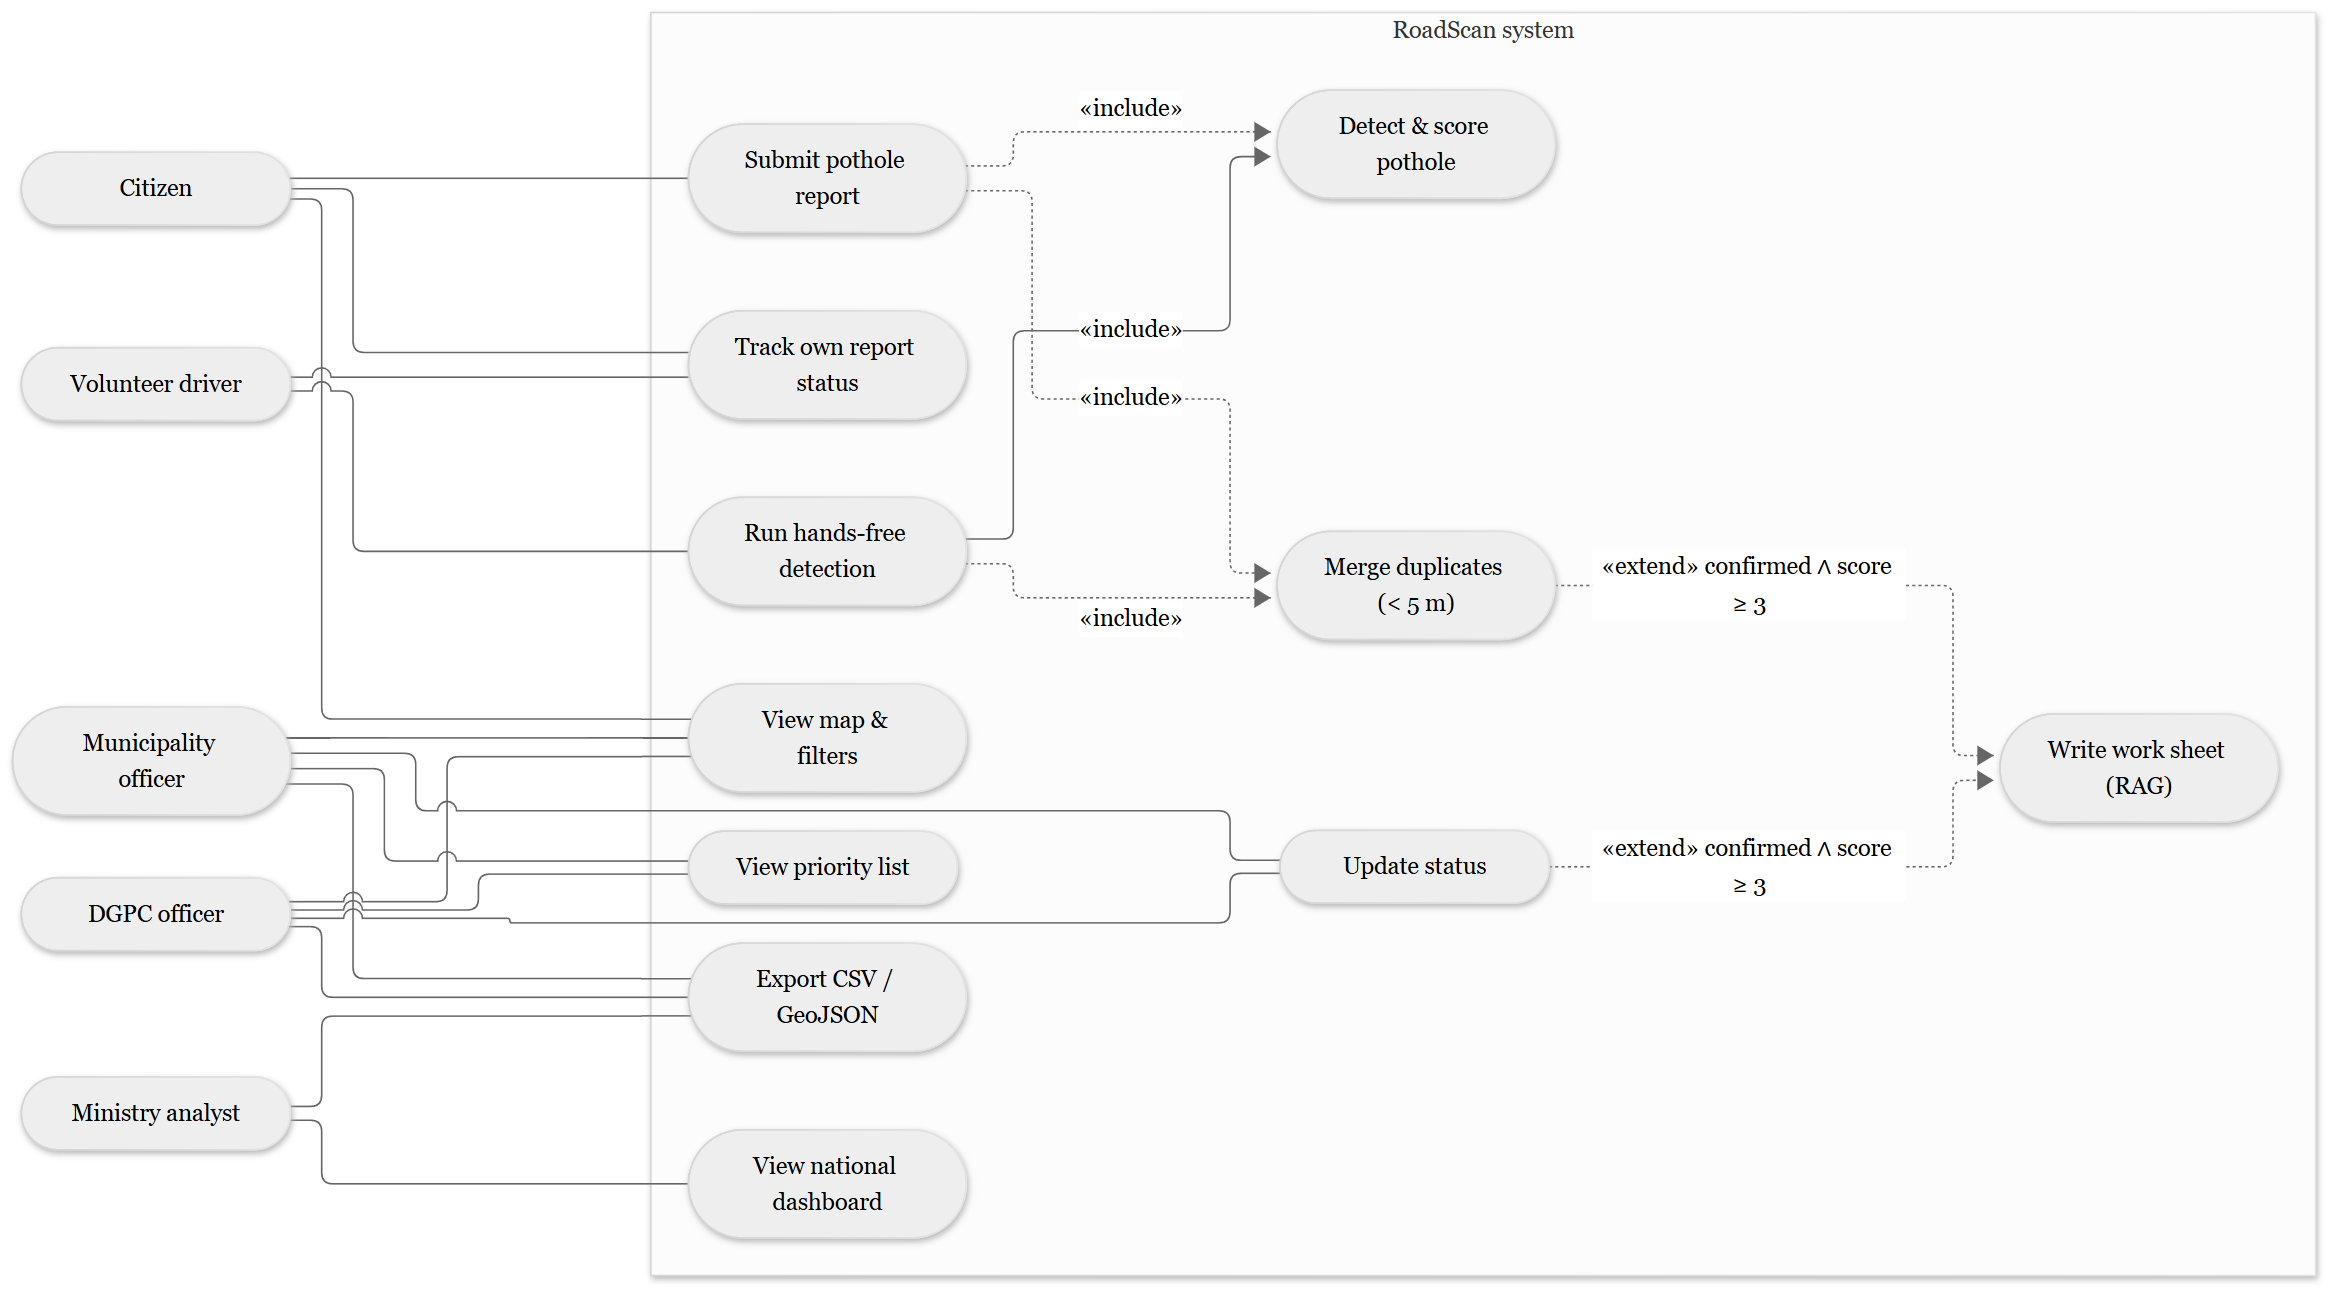 RoadScan system
Citizen
Volunteer driver
Municipality
officer
DGPC officer
Ministry analyst
Submit pothole
report
Track own report
status
Run hands-free
detection
View map &
filters
View priority list
Export CSV /
GeoJSON
View national
dashboard
«include»
«include»
«include»
«include»
Detect & score
pothole
Merge duplicates
(< 5 m)
Update status
«extend» confirmed ∧ score
≥ 3
«extend» confirmed ∧ score
≥ 3
Write work sheet
(RAG)